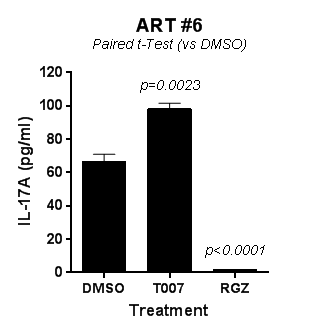 ART #6
Paired t-Test (vs DMSO)
IL-17A (pg/ml)
120
100
80
60
40
20
0
p=0.0023
p<0.0001
DMSO T007 RGZ
Treatment